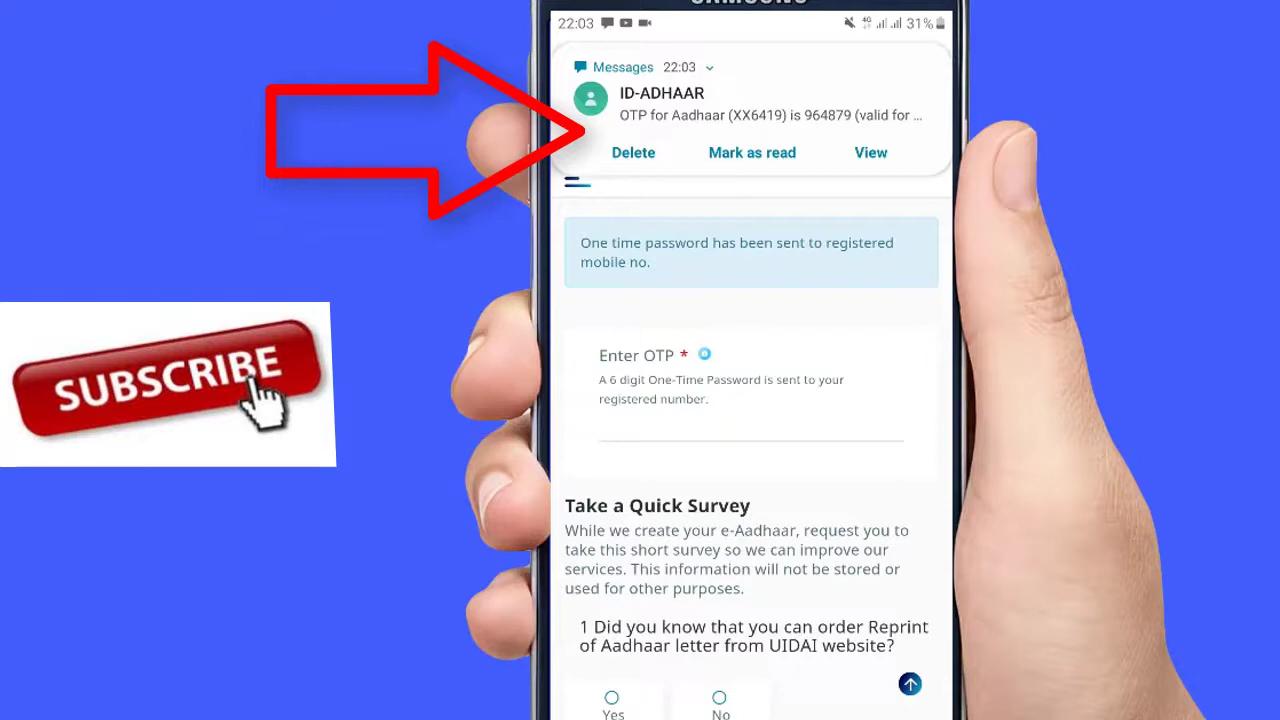 SAMSUNG
22:03 4G 31%
Messages 22:03
ID-ADHAAR
OTP for Aadhaar (XX6419) is 964879 (valid for ...
Delete Mark as read View
One time password has been sent to registered
mobile no.
Enter OTP *
A 6 digit One-Time Password is sent to your
registered number.
SUBSCRIBE
Take a Quick Survey
While we create your e-Aadhaar, request you to
take this short survey so we can improve our
services. This information will not be stored or
used for other purposes.
1 Did you know that you can order Reprint
of Aadhaar letter from UIDAI website?
Yes No